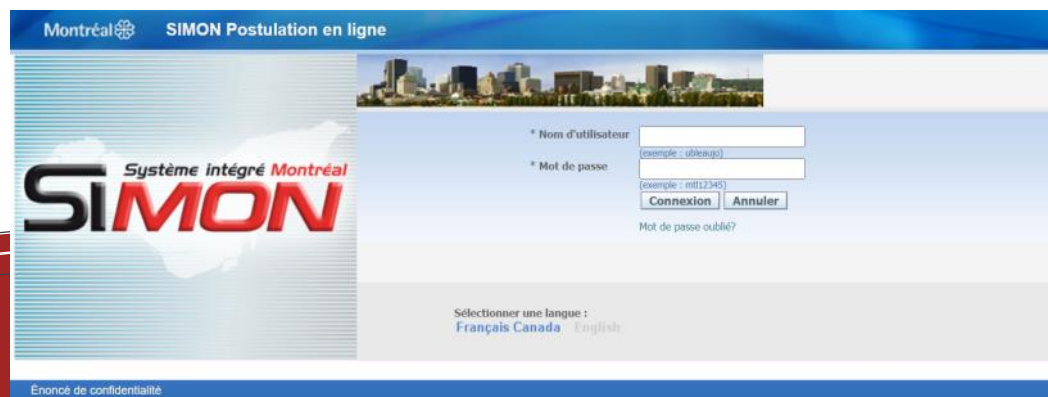 Montréal SIMON Postulation en ligne
* Nom d'utilisateur
(exemple : ubleaujo)
* Mot de passe
(exemple : mtl12345)
Connexion Annuler
Mot de passe oublié?
Système intégré Montréal
SIMON
Sélectionner une langue :
Français Canada English
Énoncé de confidentialité